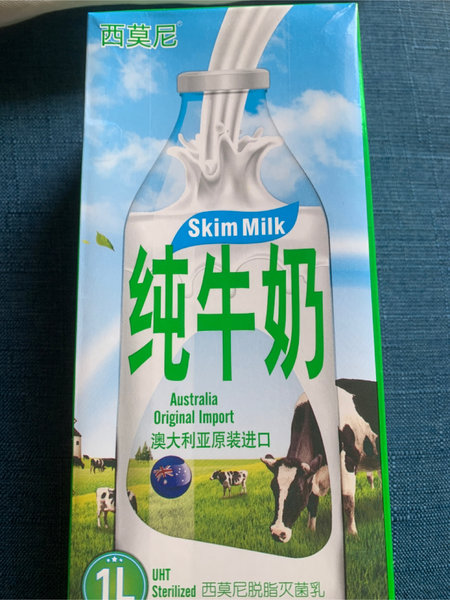 西莫尼®
Skim Milk
纯牛奶
Australia
Original Import
澳大利亚原装进口
1L
UHT
Sterilized
西莫尼脱脂灭菌乳